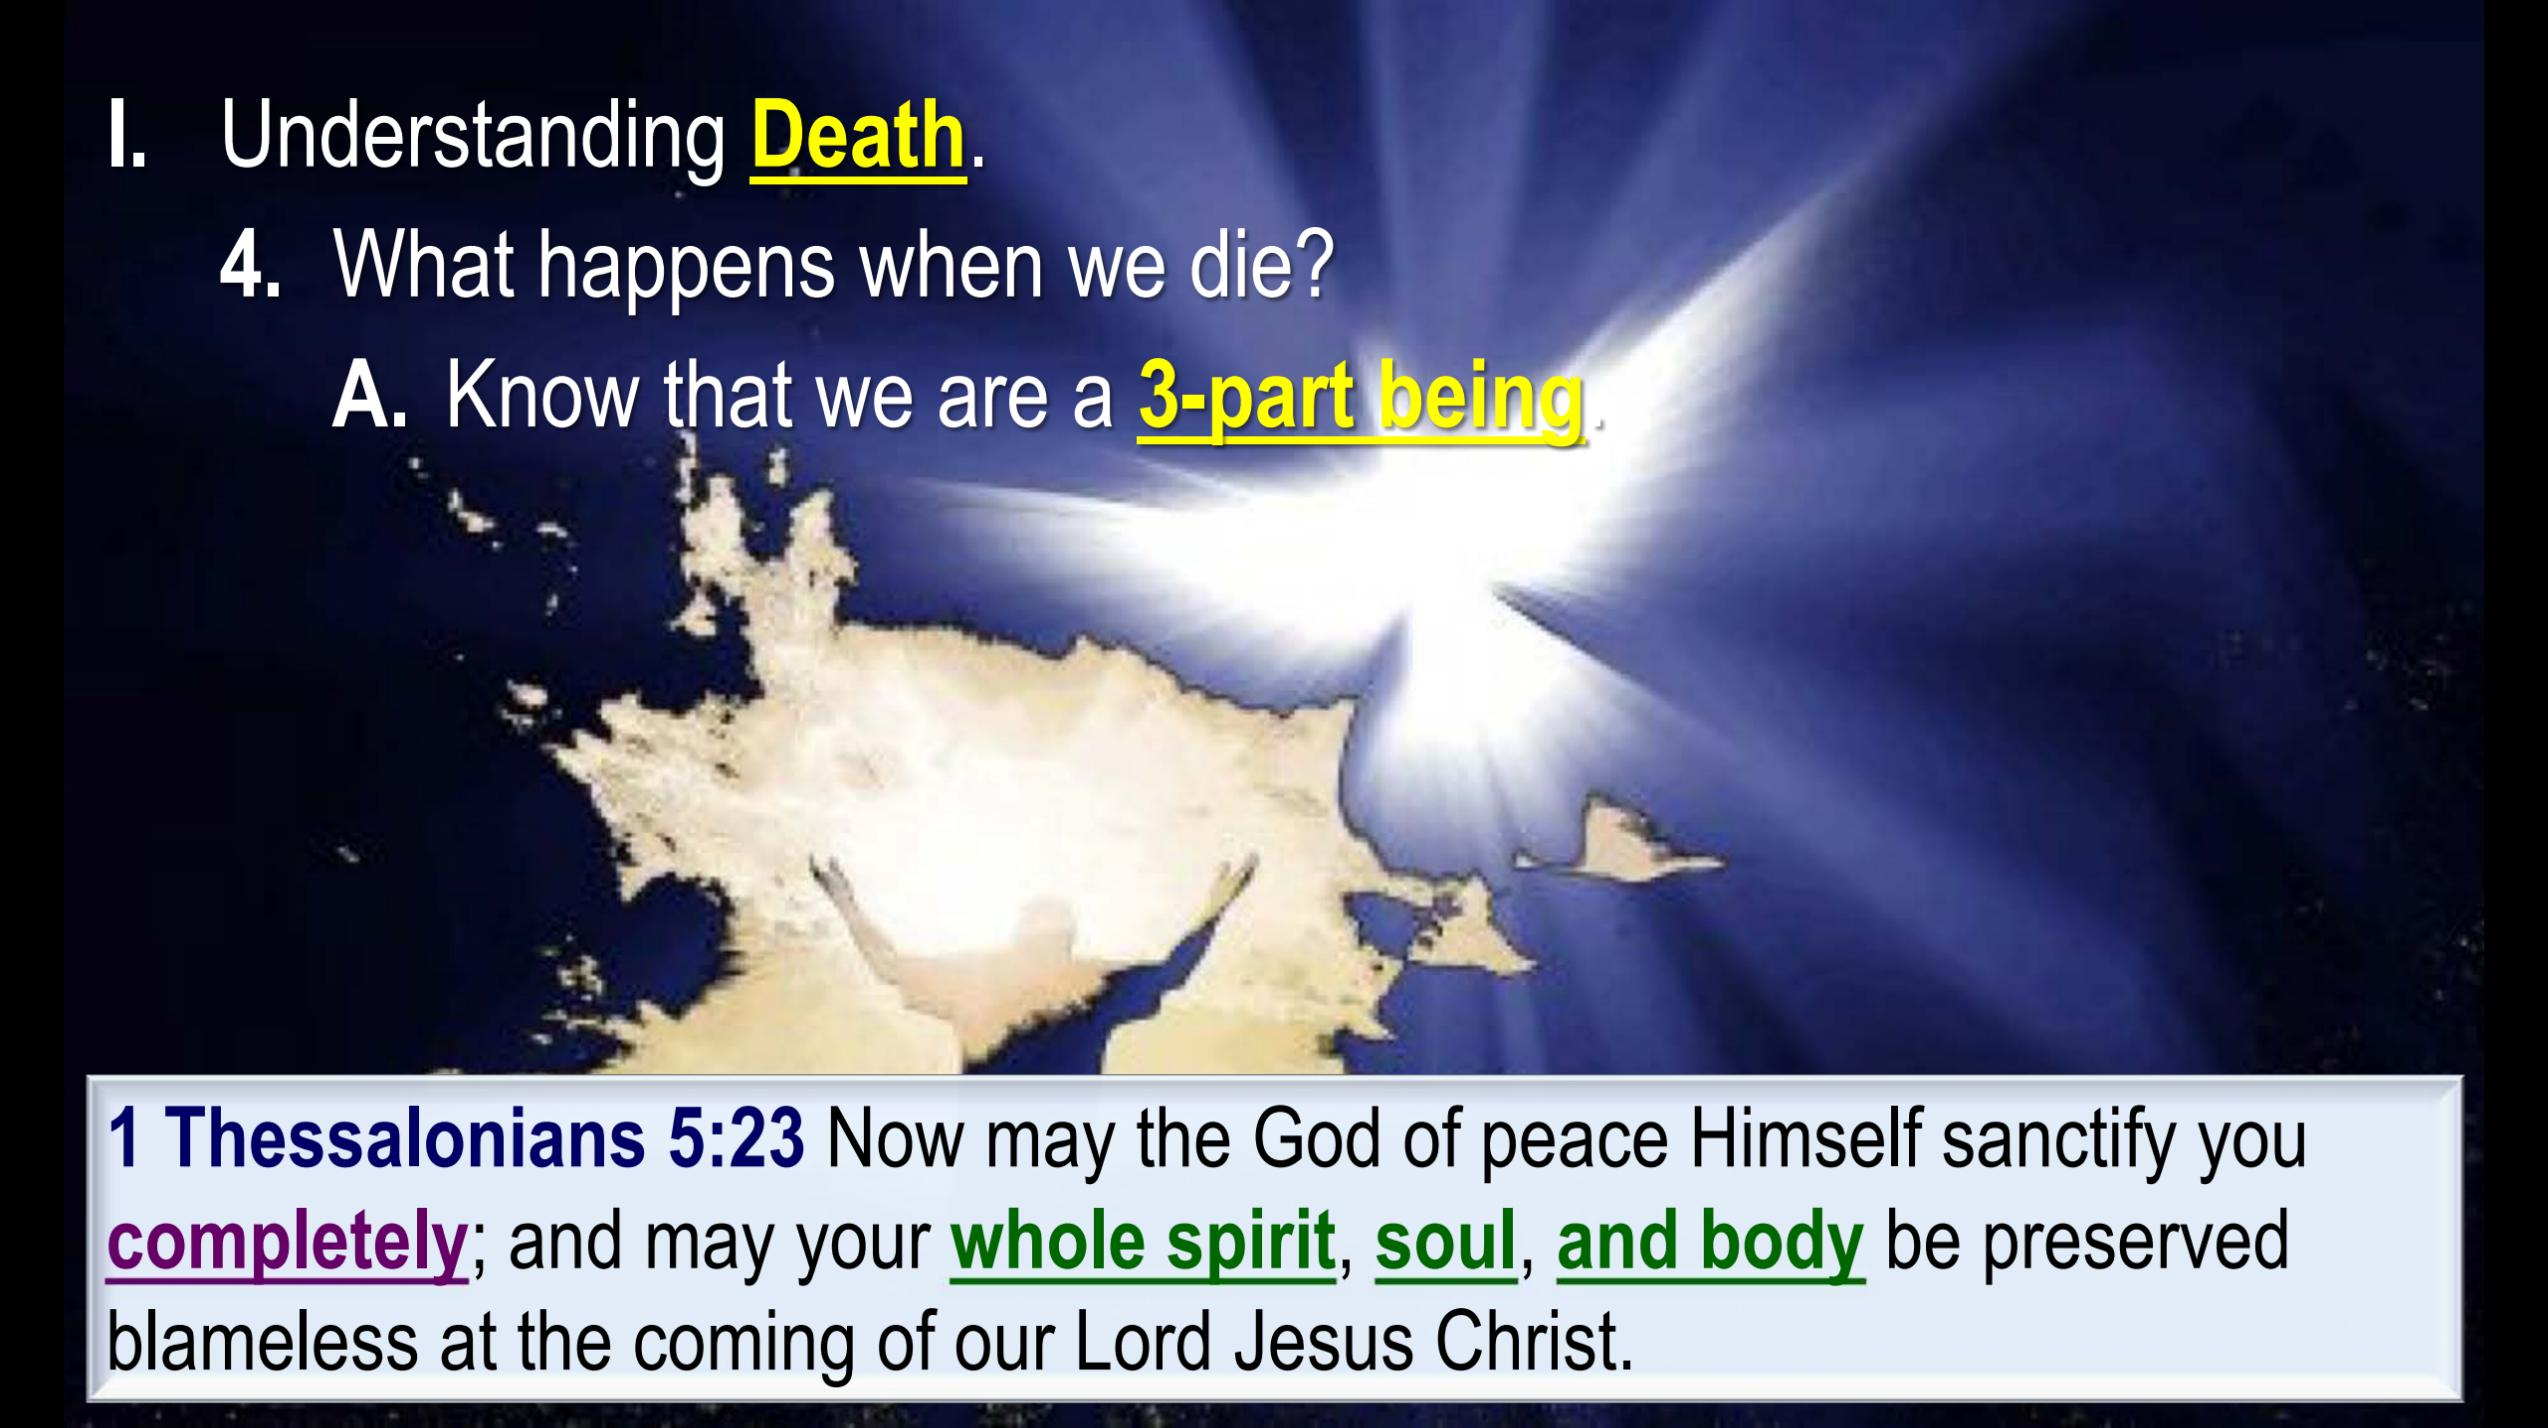 I. Understanding Death.
4. What happens when we die?
A. Know that we are a 3-part being.
1 Thessalonians 5:23 Now may the God of peace Himself sanctify you
completely; and may your whole spirit, soul, and body be preserved
blameless at the coming of our Lord Jesus Christ.